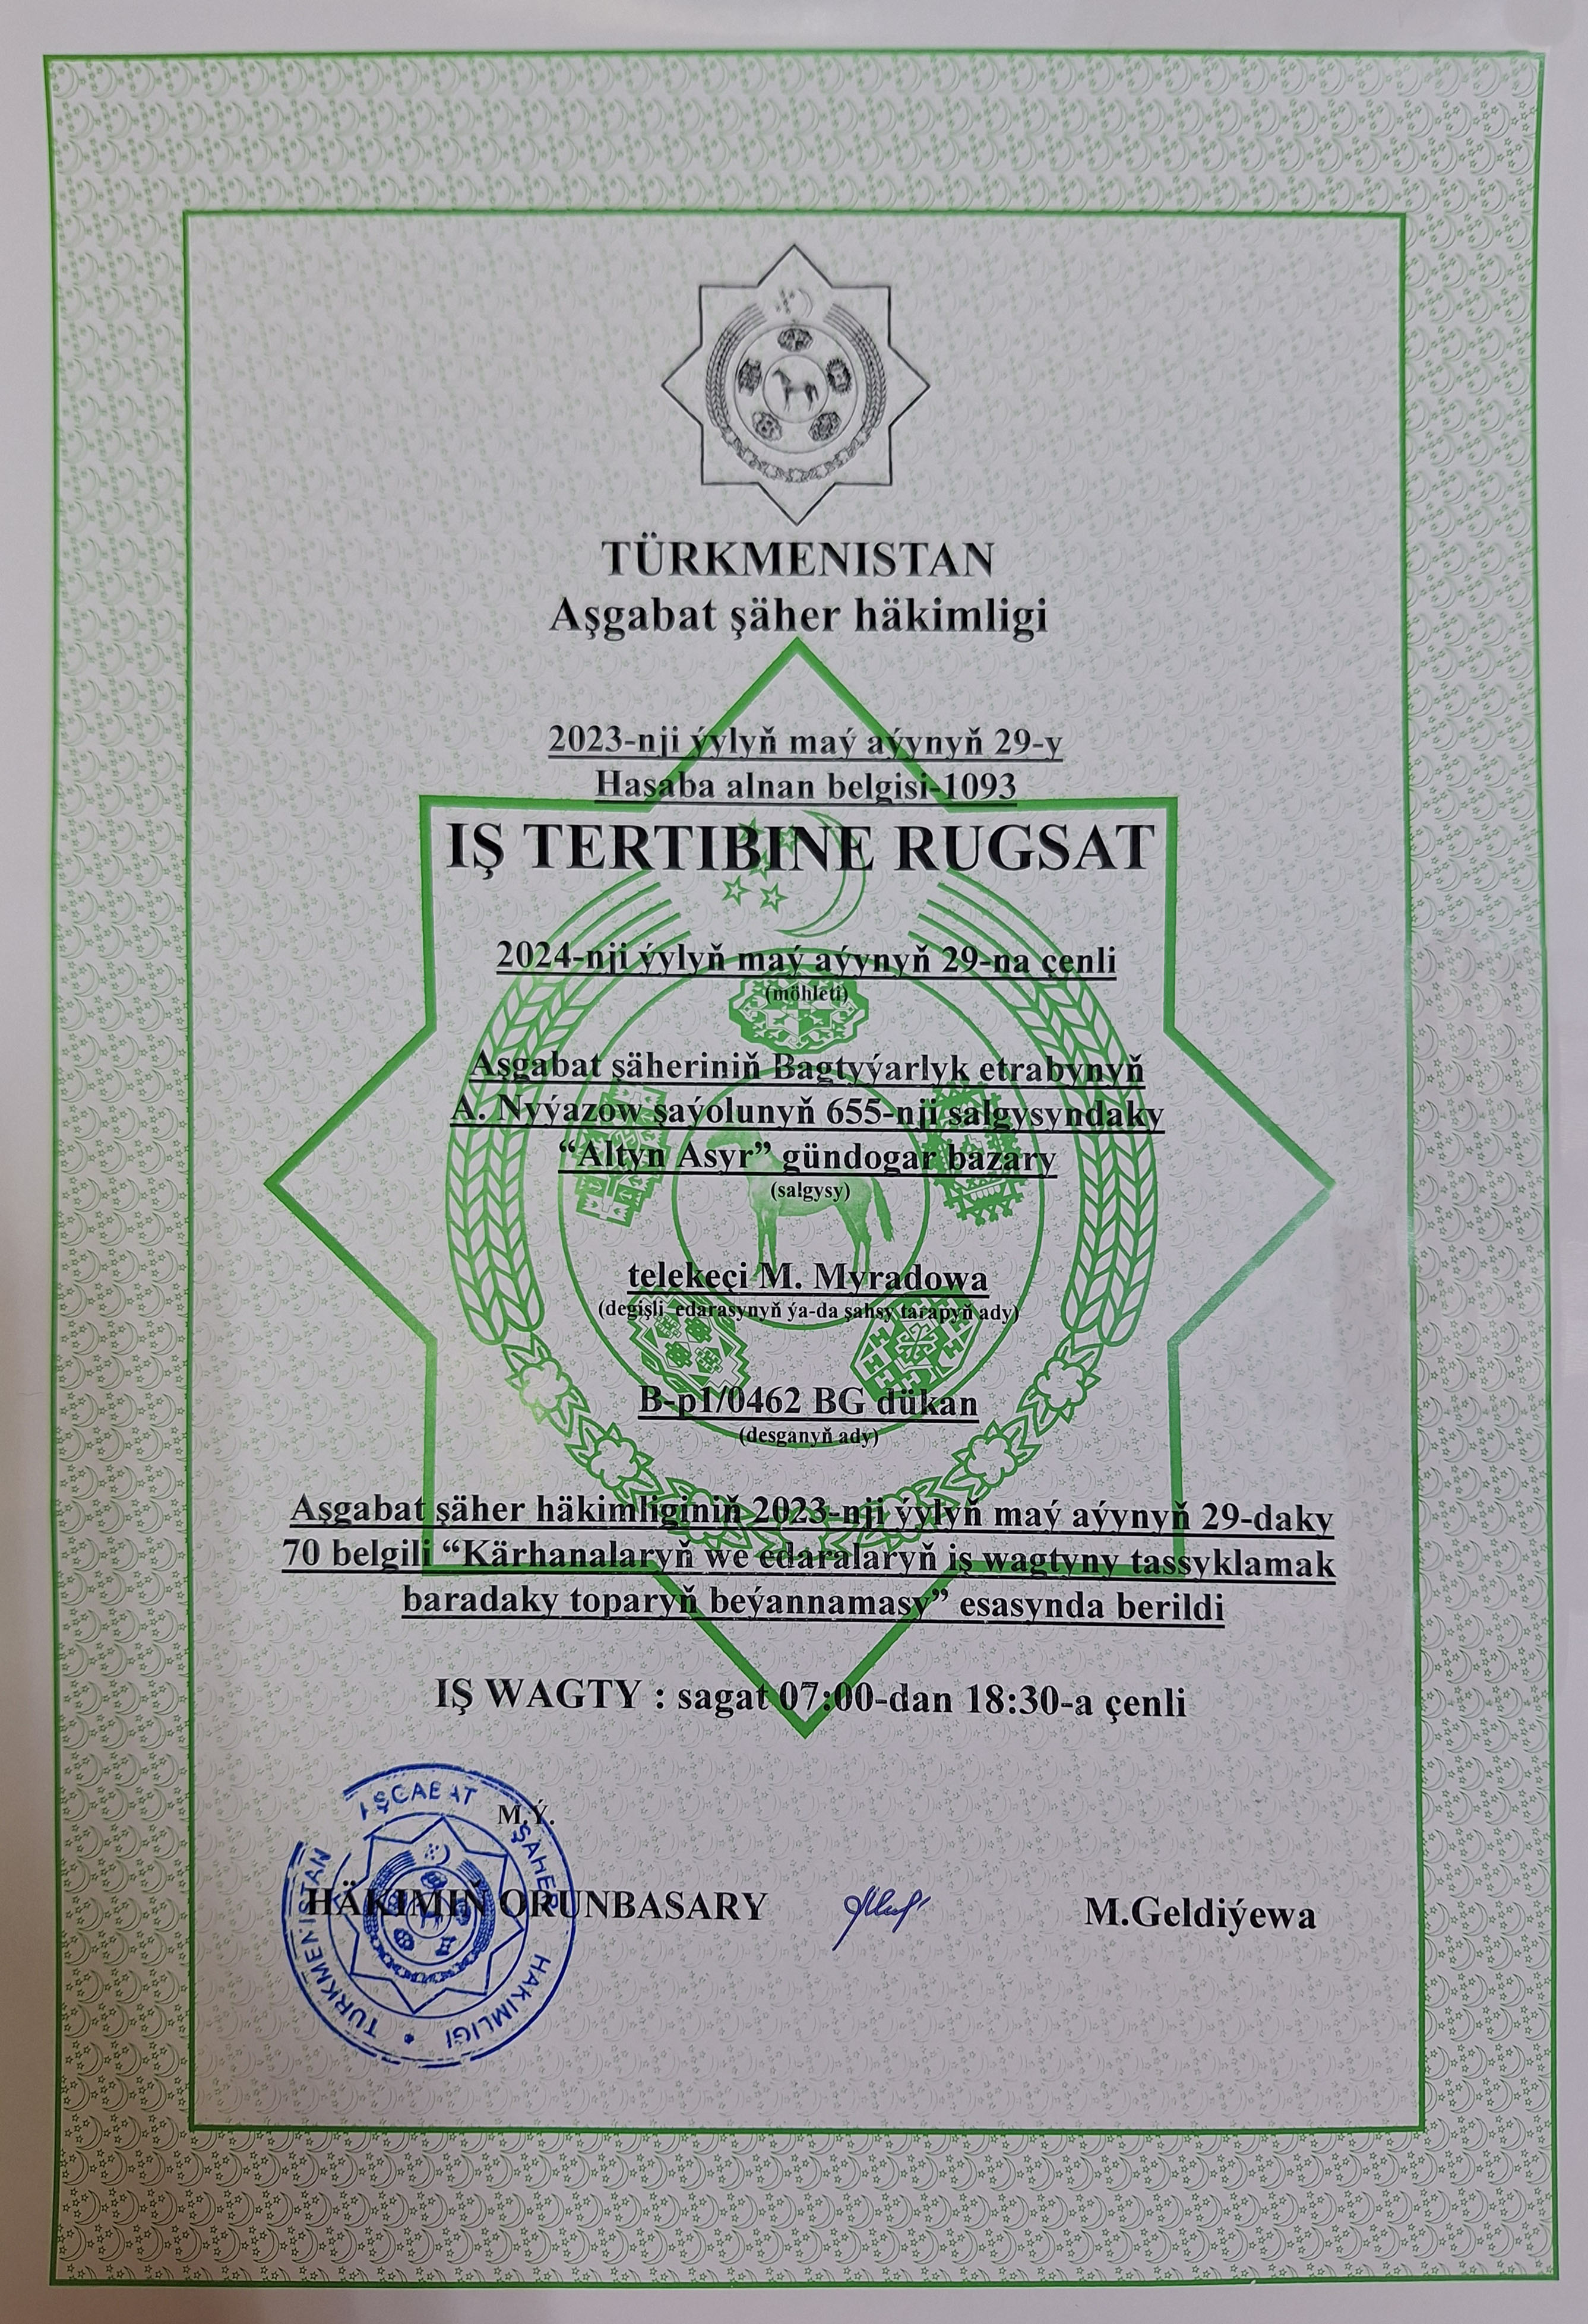 TÜRKMENISTAN
Aşgabat şäher häkimligi
2023-nji ýylyň maý aýynyň 29-y
Hasaba alnan belgisi-1093
IŞ TERTIBINE RUGSAT
2024-nji ýylyň maý aýynyň 29-na çenli
(möhleti)
Aşgabat şäheriniň Bagtyýarlyk etrabynyň
A. Nyýazow şaýolunyň 655-nji salgysyndaky
“Altyn Asyr” gündogar bazary
(salgysy)
telekeçi M. Myradowa
(degişli edarasynyň ýa-da şahsy tarapyň ady)
B-p1/0462 BG dükan
(desganyň ady)
Aşgabat şäher häkimliginiň 2023-nji ýylyň maý aýynyň 29-daky
70 belgili “Kärhanalaryň we edaralaryň iş wagtyny tassyklamak
baradaky toparyň beýannamasy” esasynda berildi
IŞ WAGTY : sagat 07:00-dan 18:30-a çenli
M.Ý.
HÄKIMIŇ ORUNBASARY M.Geldiýewa
TÜRKMENISTAN AŞGABAT ŞÄHER HÄKIMLIGI